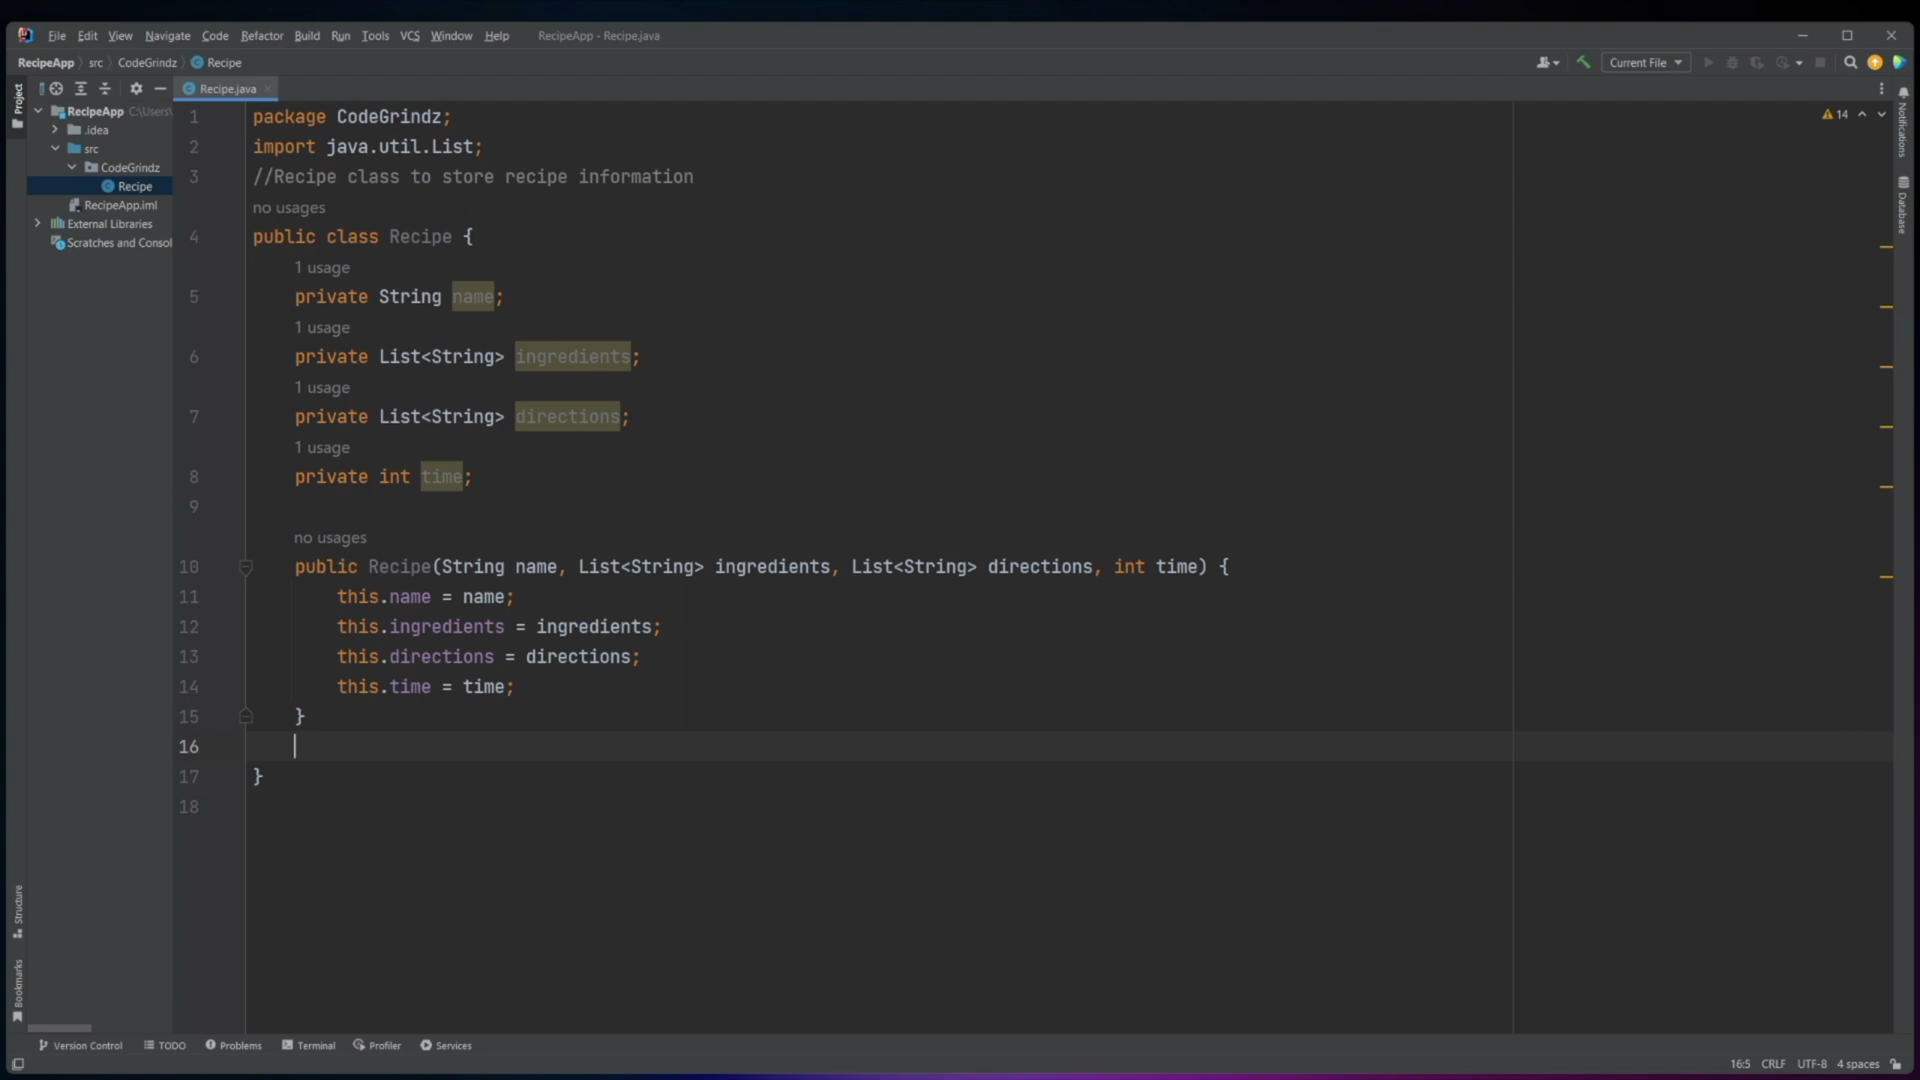 File Edit View Navigate Code Refactor Build Run Tools VCS Window Help RecipeApp - Recipe.java
RecipeApp src CodeGrindz Recipe Current File
Project
Recipe.java
RecipeApp C:\Users\
.idea
src
CodeGrindz
Recipe
RecipeApp.iml
External Libraries
Scratches and Consol
14
Notifications
Database
1 package CodeGrindz;
2 import java.util.List;
3 //Recipe class to store recipe information
no usages
4 public class Recipe {
1 usage
5 private String name;
1 usage
6 private List<String> ingredients;
1 usage
7 private List<String> directions;
1 usage
8 private int time;
9
no usages
10 public Recipe(String name, List<String> ingredients, List<String> directions, int time) {
11 this.name = name;
12 this.ingredients = ingredients;
13 this.directions = directions;
14 this.time = time;
15 }
16
17 }
18
Structure
Bookmarks
Version Control TODO Problems Terminal Profiler Services
16:5 CRLF UTF-8 4 spaces